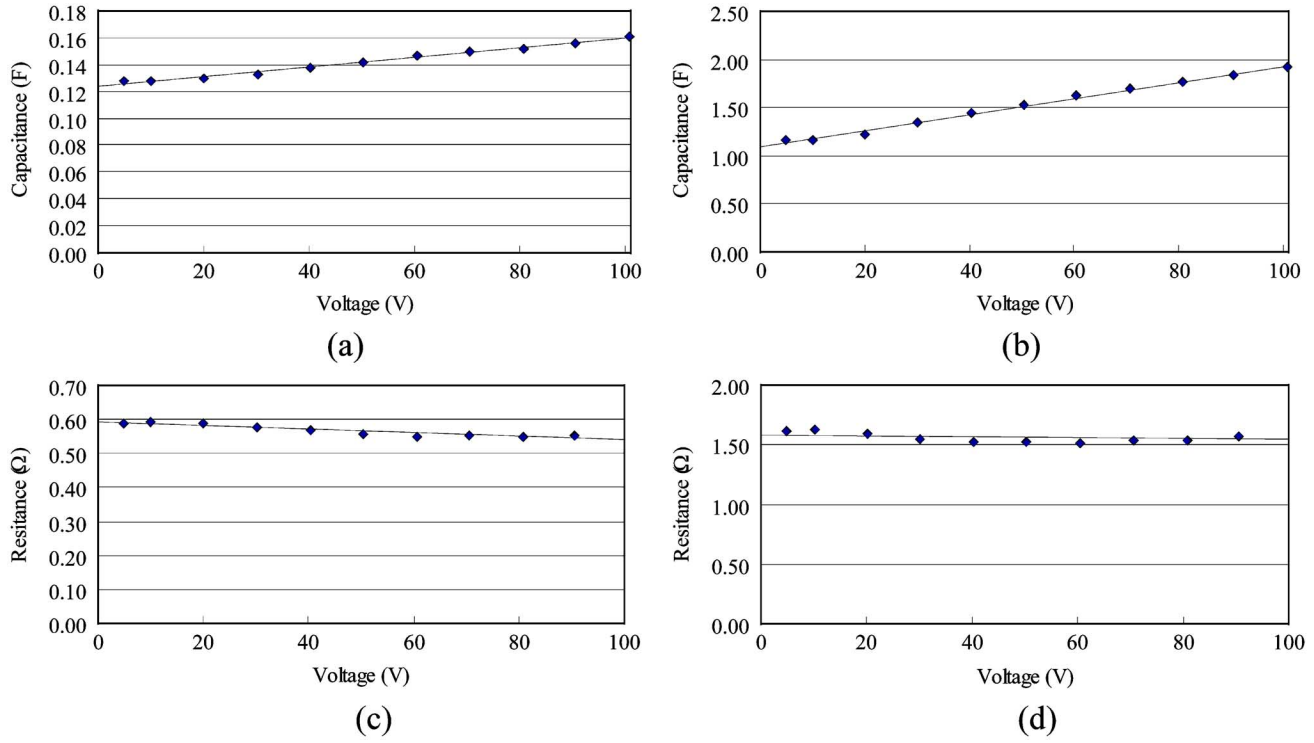 0.18
0.16
0.14
0.12
0.10
0.08
0.06
0.04
0.02
0.00
Capacitance (F)
0 20 40 60 80 100
Voltage (V)
(a)
2.50
2.00
1.50
1.00
0.50
0.00
Capacitance (F)
0 20 40 60 80 100
Voltage (V)
(b)
0.70
0.60
0.50
0.40
0.30
0.20
0.10
0.00
Resitance (Ω)
0 20 40 60 80 100
Voltage (V)
(c)
2.00
1.50
1.00
0.50
0.00
Resitance (Ω)
0 20 40 60 80 100
Voltage (V)
(d)